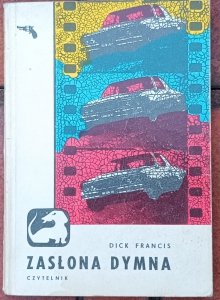 DICK FRANCIS
ZASŁONA DYMNA
CZYTELNIK